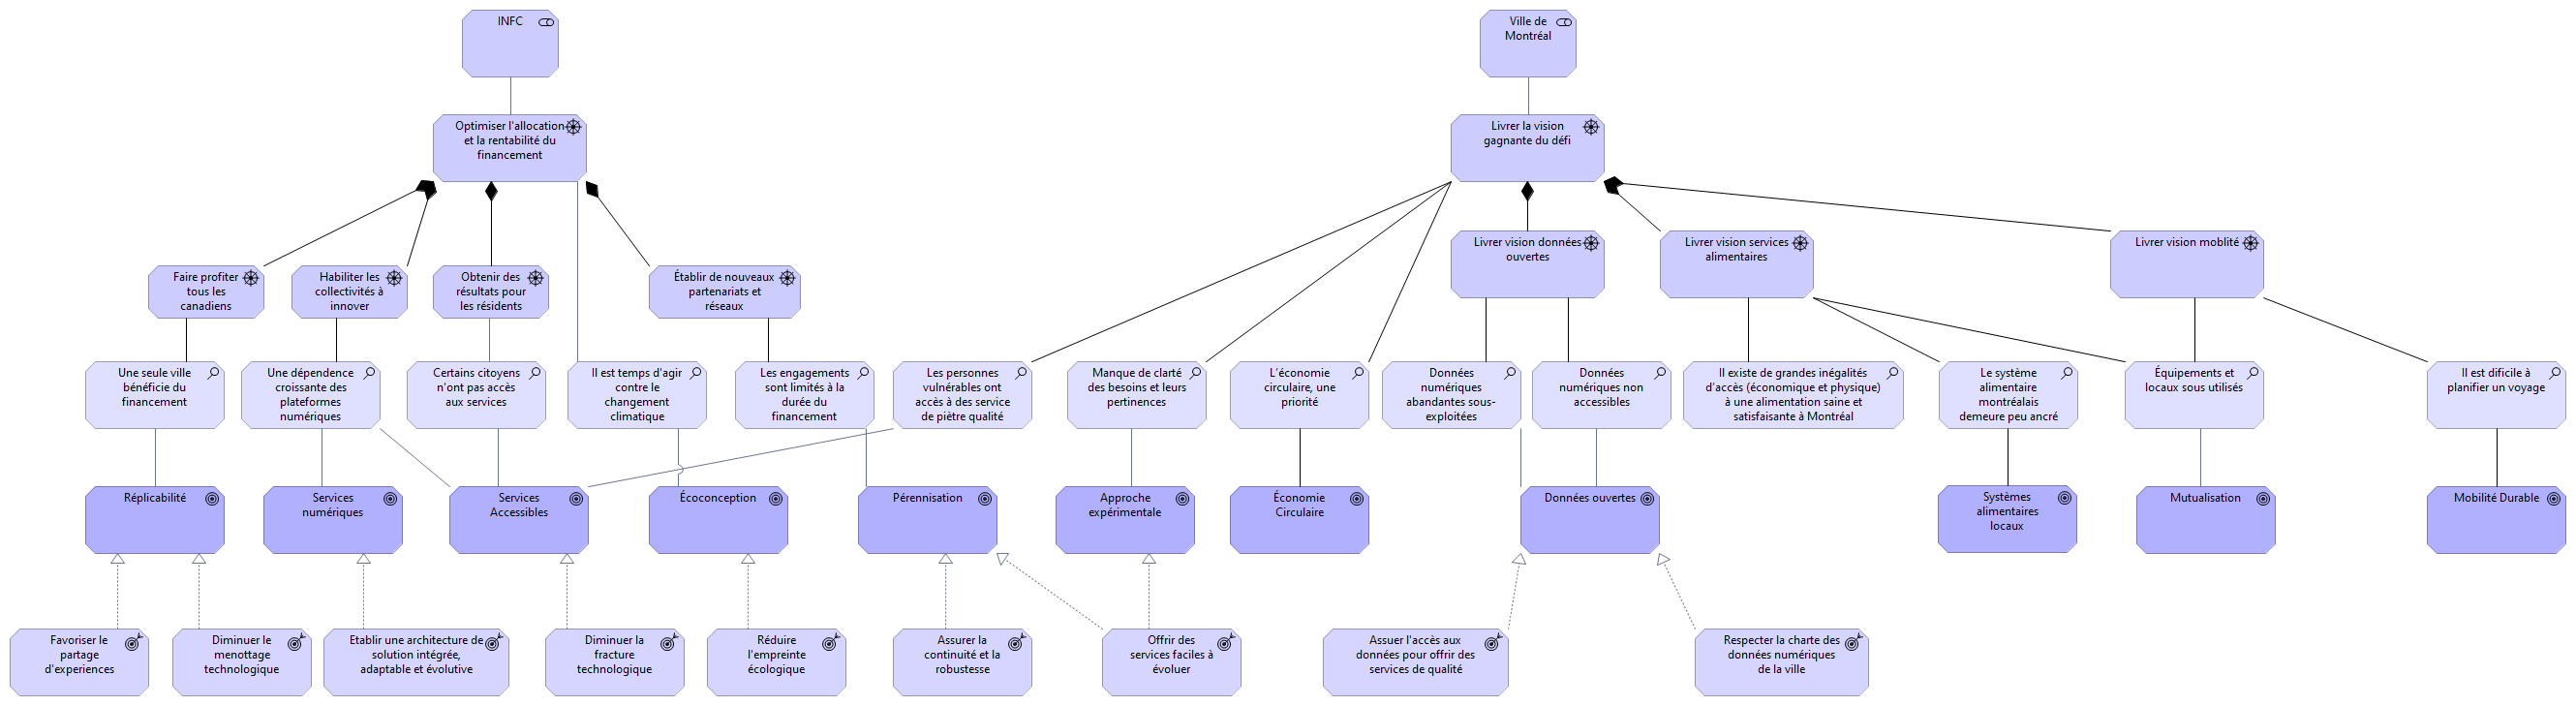 INFC
Ville de
Montréal
Optimiser l'allocation
et la rentabilité du
financement
Livrer la vision
gagnante du défi
Livrer vision données
ouvertes
Livrer vision services
alimentaires
Livrer vision moblité
Faire profiter
tous les
canadiens
Habiliter les
collectivités à
innover
Obtenir des
résultats pour
les résidents
Établir de nouveaux
partenariats et
réseaux
Une seule ville
bénéficie du
financement
Une dépendence
croissante des
plateformes
numériques
Certains citoyens
n'ont pas accès
aux services
Il est temps d'agir
contre le
changement
climatique
Les engagements
sont limités à la
durée du
financement
Les personnes
vulnérables ont
accès à des service
de piètre qualité
Manque de clarté
des besoins et leurs
pertinences
L'économie
circulaire, une
priorité
Données
numériques
abandantes sous-
exploitées
Données
numériques non
accessibles
Il existe de grandes inégalités
d'accès (économique et physique)
à une alimentation saine et
satisfaisante à Montréal
Le système
alimentaire
montréalais
demeure peu ancré
Équipements et
locaux sous utilisés
Il est dificile à
planifier un voyage
Réplicabilité
Services
numériques
Services
Accessibles
Écoconception
Pérennisation
Approche
expérimentale
Économie
Circulaire
Données ouvertes
Systèmes
alimentaires
locaux
Mutualisation
Mobilité Durable
Favoriser le
partage
d'experiences
Diminuer le
menottage
technologique
Etablir une architecture de
solution intégrée,
adaptable et évolutive
Diminuer la
fracture
technologique
Réduire
l'empreinte
écologique
Assurer la
continuité et la
robustesse
Offrir des
services faciles à
évoluer
Assuer l'accès aux
données pour offrir des
services de qualité
Respecter la charte des
données numériques
de la ville